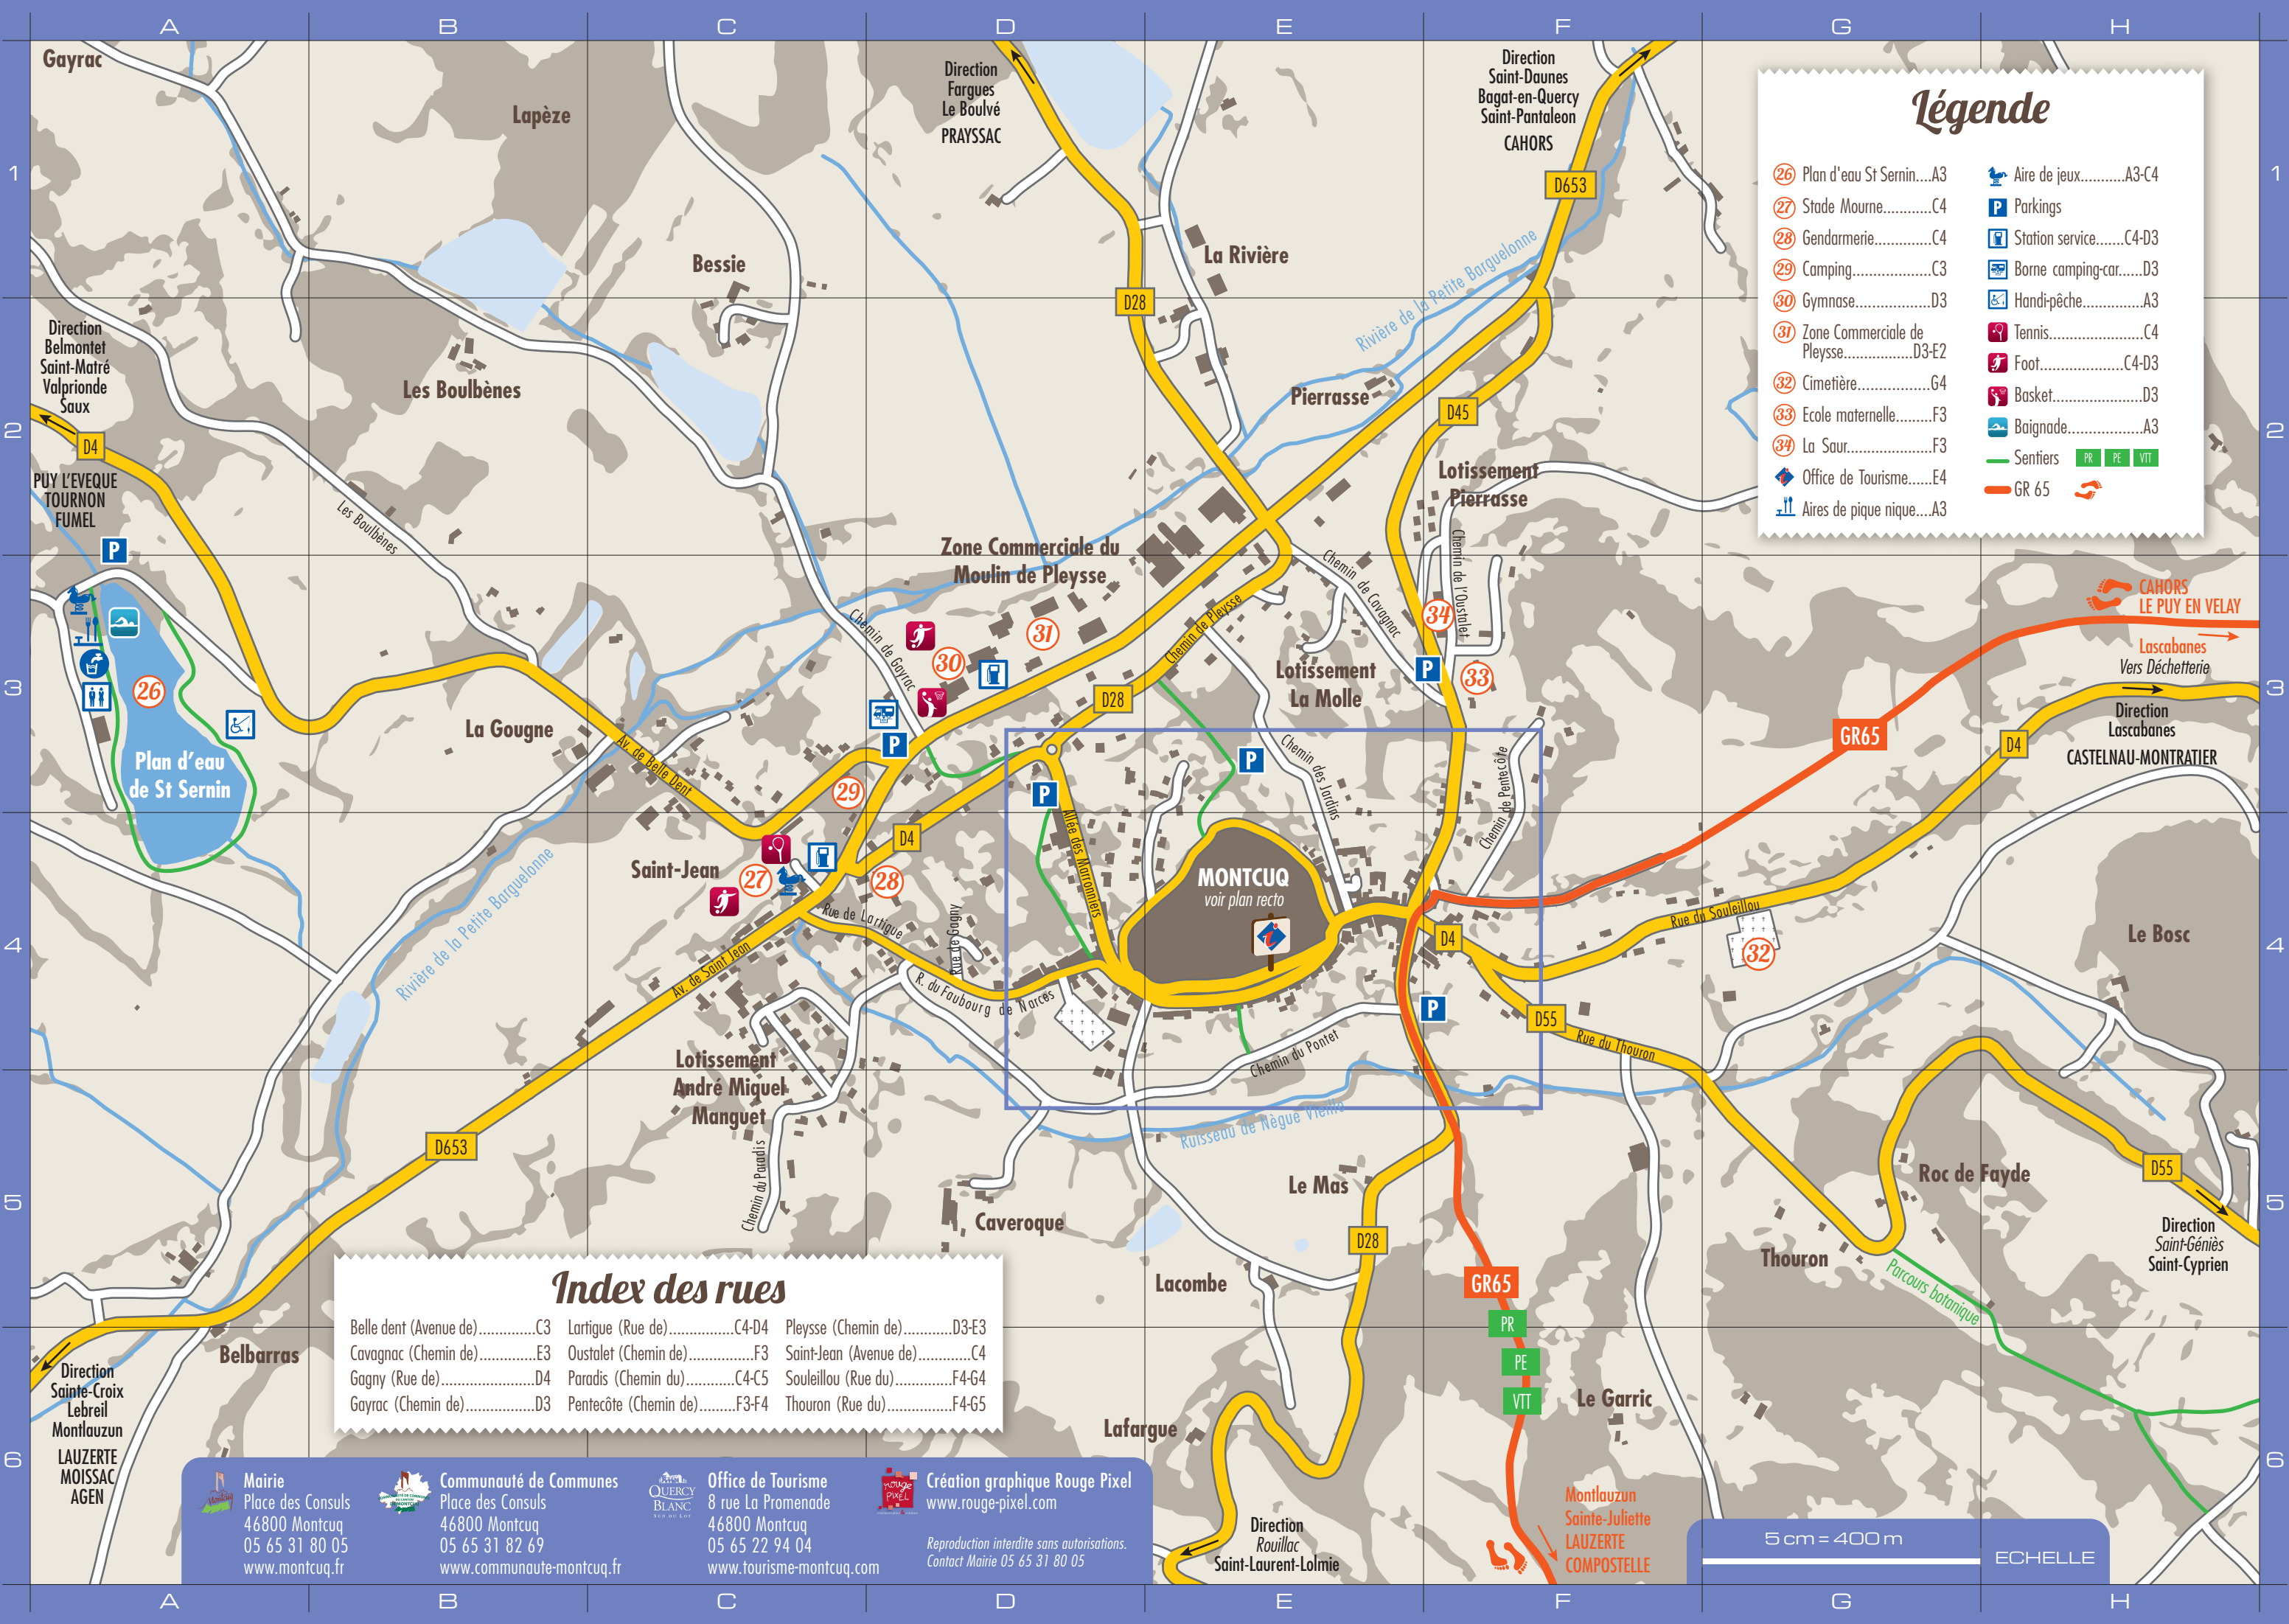 A B C D E F G H
1
2
3
4
5
6
1
2
3
4
5
6
Gayrac
Lapèze
Direction
Fargues
Le Boulvé
PRAYSSAC
Direction
Saint-Daunes
Bagat-en-Quercy
Saint-Pantaleon
CAHORS
D653
Légende
26 Plan d'eau St Sernin....A3
27 Stade Mourne............C4
28 Gendarmerie..............C4
29 Camping...................C3
30 Gymnase...................D3
31 Zone Commerciale de
Pleysse.................D3-E2
32 Cimetière..................G4
33 Ecole maternelle.........F3
34 La Saur.....................F3
Office de Tourisme......E4
Aires de pique nique....A3
Aire de jeux...........A3-C4
P Parkings
Station service.......C4-D3
Borne camping-car......D3
Handi-pêche...............A3
Tennis.......................C4
Foot.....................C4-D3
Basket......................D3
Baignade...................A3
Sentiers PR PE VTT
GR 65
Bessie
La Rivière
Rivière de la Petite Barguelonne
D28
Direction
Belmontet
Saint-Matré
Valprionde
Saux
D4
PUY L'EVEQUE
TOURNON
FUMEL
Les Boulbènes
Les Boulbènes
Pierrasse
D45
Lotissement
Pierrasse
Zone Commerciale du
Moulin de Pleysse
Chemin de Cavagnac
Chemin de l'Oustalet
Chemin de Gayrac
Chemin de Pleysse
P
26
30
31
34
33
P
Lotissement
La Molle
D28
CAHORS
LE PUY EN VELAY
Lascabanes
Vers Déchetterie
Direction
Lascabanes
CASTELNAU-MONTRATIER
GR65
D4
La Gougne
Av. de Belle Dent
Plan d'eau
de St Sernin
P
P
P
29
Chemin des Jardins
Chemin de Pentecôte
Allée des Marronniers
D4
Saint-Jean
27
28
MONTCUQ
voir plan recto
Rue de Lartigue
Rue de Gagny
R. du Faubourg de Narcès
Av. de Saint Jean
Rivière de la Petite Barguelonne
D4
Rue du Souleillou
32
Le Bosc
P
D55
Rue du Thouron
Chemin du Pontet
Lotissement
André Miquel
Manguet
Ruisseau de Nègue Vieille
D653
Chemin du Paradis
Le Mas
Caveroque
D28
Roc de Fayde
D55
Direction
Saint-Géniès
Saint-Cyprien
Thouron
Parcours botanique
Lacombe
GR65
PR
PE
VTT
Le Garric
Lafargue
Belbarras
Direction
Sainte-Croix
Lebreil
Montlauzun
LAUZERTE
MOISSAC
AGEN
Index des rues
Belle dent (Avenue de)..............C3
Cavagnac (Chemin de)..............E3
Gagny (Rue de).......................D4
Gayrac (Chemin de).................D3
Lartigue (Rue de)................C4-D4
Oustalet (Chemin de)................F3
Paradis (Chemin du)............C4-C5
Pentecôte (Chemin de).........F3-F4
Pleysse (Chemin de)............D3-E3
Saint-Jean (Avenue de).............C4
Souleillou (Rue du).............F4-G4
Thouron (Rue du)................F4-G5
Mairie
Place des Consuls
46800 Montcuq
05 65 31 80 05
www.montcuq.fr
Communauté de Communes
Place des Consuls
46800 Montcuq
05 65 31 82 69
www.communaute-montcuq.fr
QUERCY
BLANC
Office de Tourisme
8 rue La Promenade
46800 Montcuq
05 65 22 94 04
www.tourisme-montcuq.com
rouge
PIXEL
Création graphique Rouge Pixel
www.rouge-pixel.com
Reproduction interdite sans autorisations.
Contact Mairie 05 65 31 80 05
Direction
Rouillac
Saint-Laurent-Lolmie
Montlauzun
Sainte-Juliette
LAUZERTE
COMPOSTELLE
5 cm = 400 m
ECHELLE
A B C D E F G H